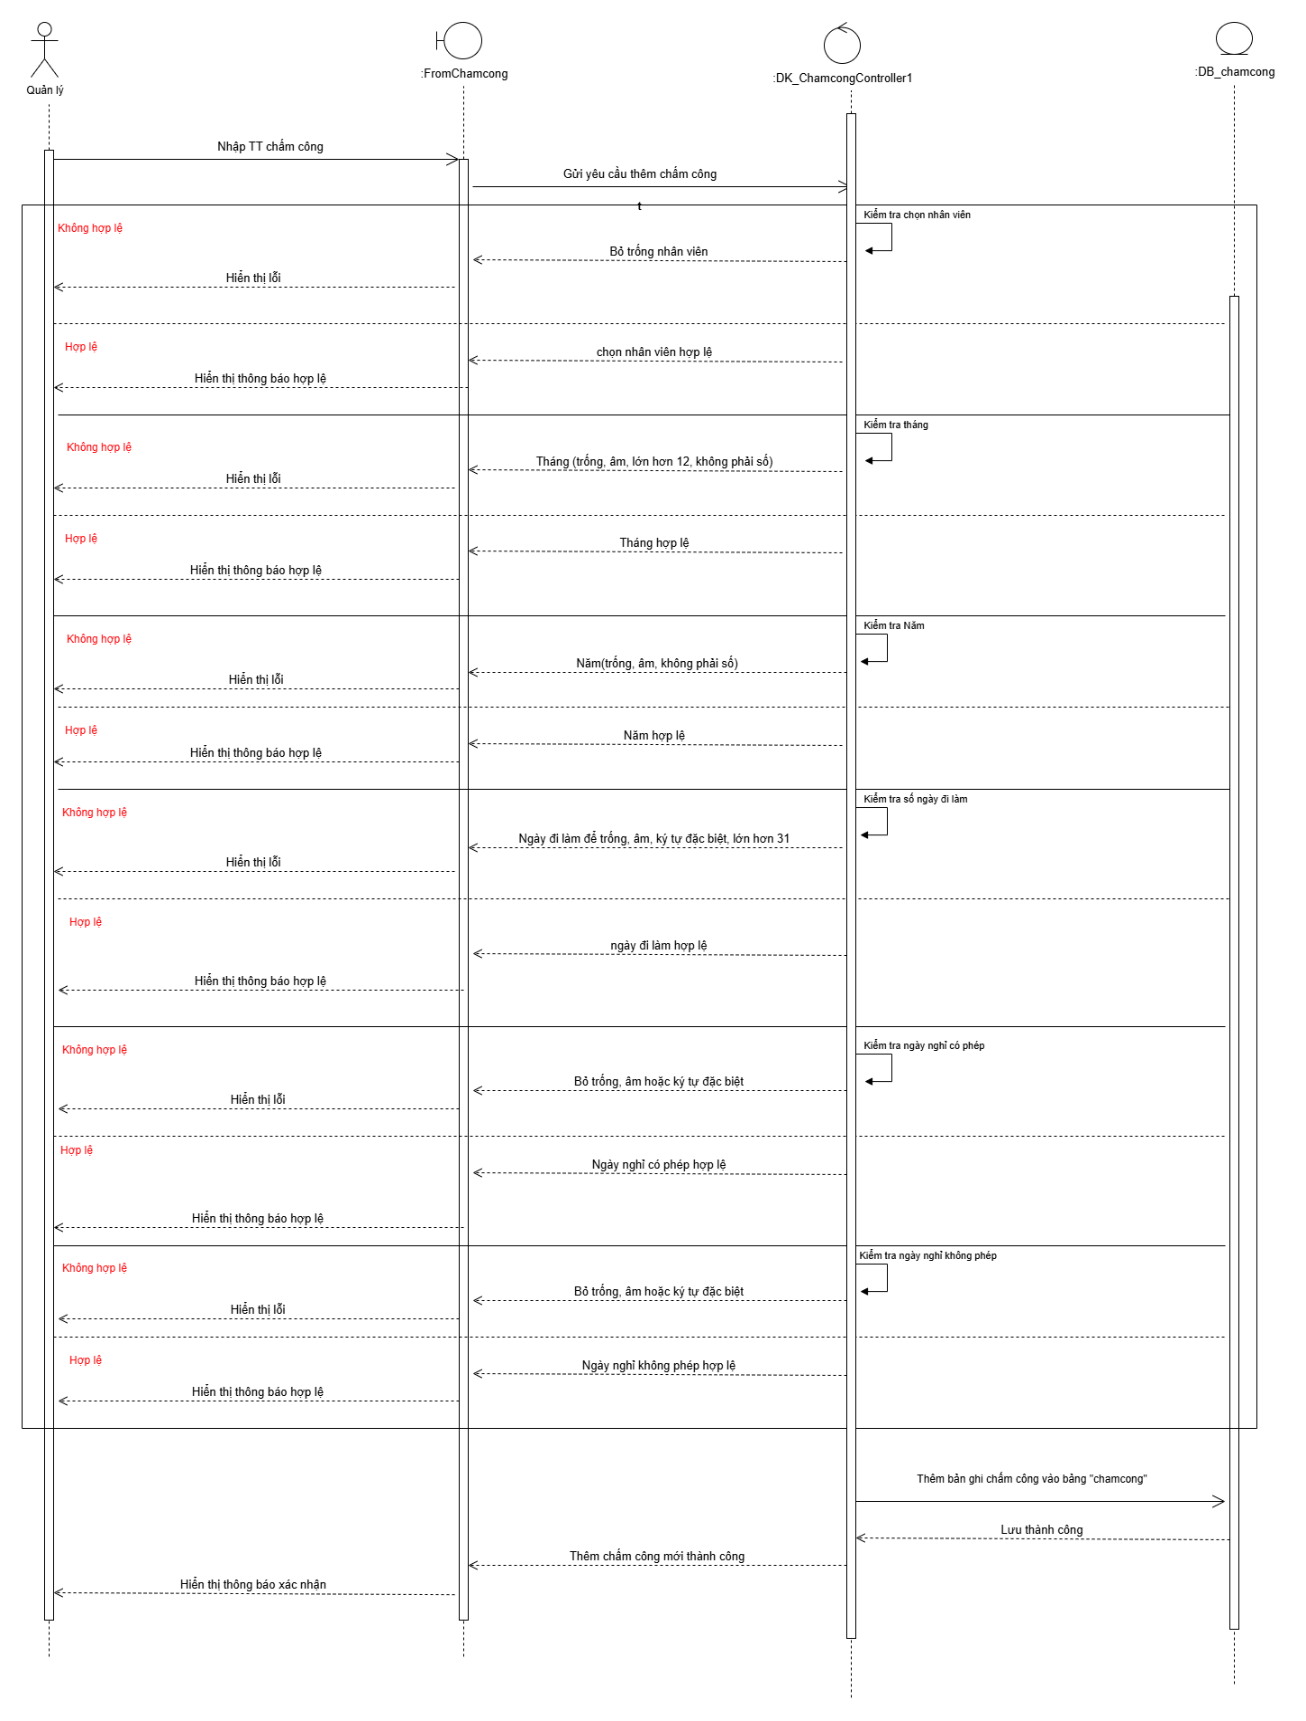 Quản lý
:FromChamcong
:DK_ChamcongController1
:DB_chamcong
Nhập TT chấm công
Gửi yêu cầu thêm chấm công
t
Kiểm tra chọn nhân viên
Không hợp lệ
Bỏ trống nhân viên
Hiển thị lỗi
Hợp lệ
chọn nhân viên hợp lệ
Hiển thị thông báo hợp lệ
Kiểm tra tháng
Không hợp lệ
Tháng (trống, âm, lớn hơn 12, không phải số)
Hiển thị lỗi
Hợp lệ
Tháng hợp lệ
Hiển thị thông báo hợp lệ
Kiểm tra Năm
Không hợp lệ
Năm(trống, âm, không phải số)
Hiển thị lỗi
Hợp lệ
Năm hợp lệ
Hiển thị thông báo hợp lệ
Kiểm tra số ngày đi làm
Không hợp lệ
Ngày đi làm để trống, âm, ký tự đặc biệt, lớn hơn 31
Hiển thị lỗi
Hợp lệ
ngày đi làm hợp lệ
Hiển thị thông báo hợp lệ
Kiểm tra ngày nghỉ có phép
Không hợp lệ
Bỏ trống, âm hoặc ký tự đặc biệt
Hiển thị lỗi
Hợp lệ
Ngày nghỉ có phép hợp lệ
Hiển thị thông báo hợp lệ
Kiểm tra ngày nghỉ không phép
Không hợp lệ
Bỏ trống, âm hoặc ký tự đặc biệt
Hiển thị lỗi
Hợp lệ
Ngày nghỉ không phép hợp lệ
Hiển thị thông báo hợp lệ
Thêm bản ghi chấm công vào bảng "chamcong"
Lưu thành công
Thêm chấm công mới thành công
Hiển thị thông báo xác nhận